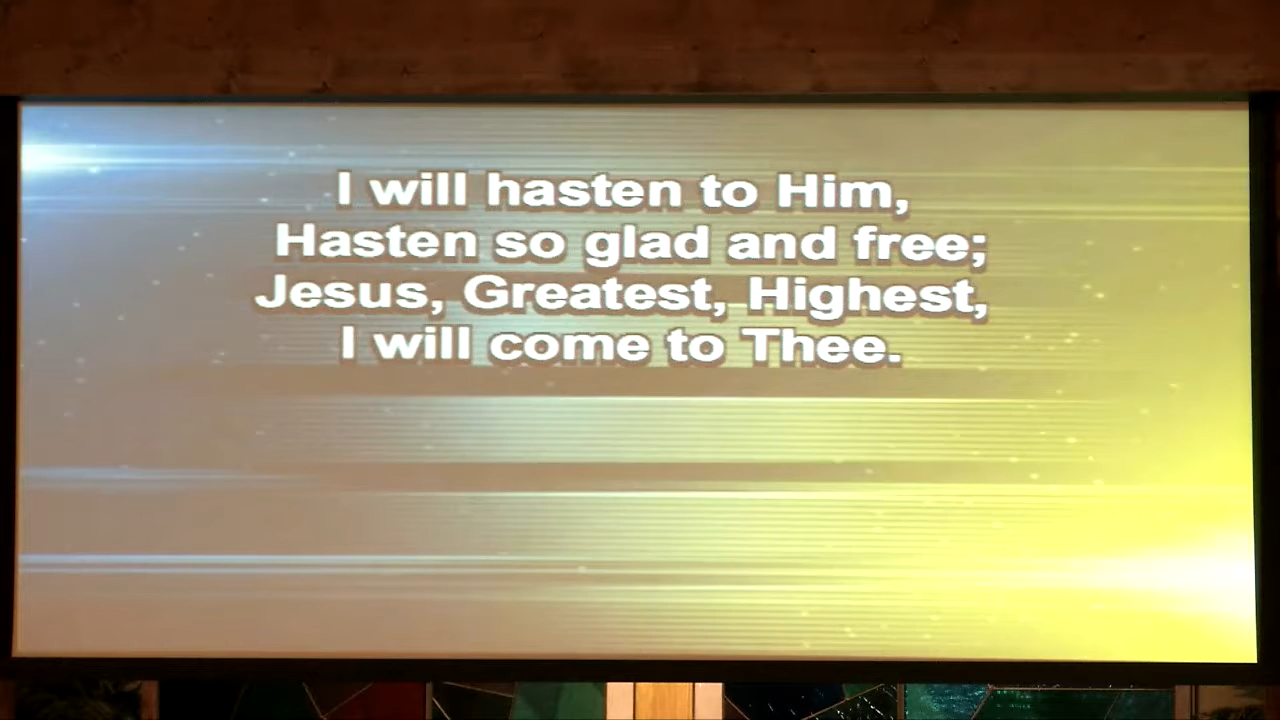 I will hasten to Him,
Hasten so glad and free;
Jesus, Greatest, Highest,
I will come to Thee.